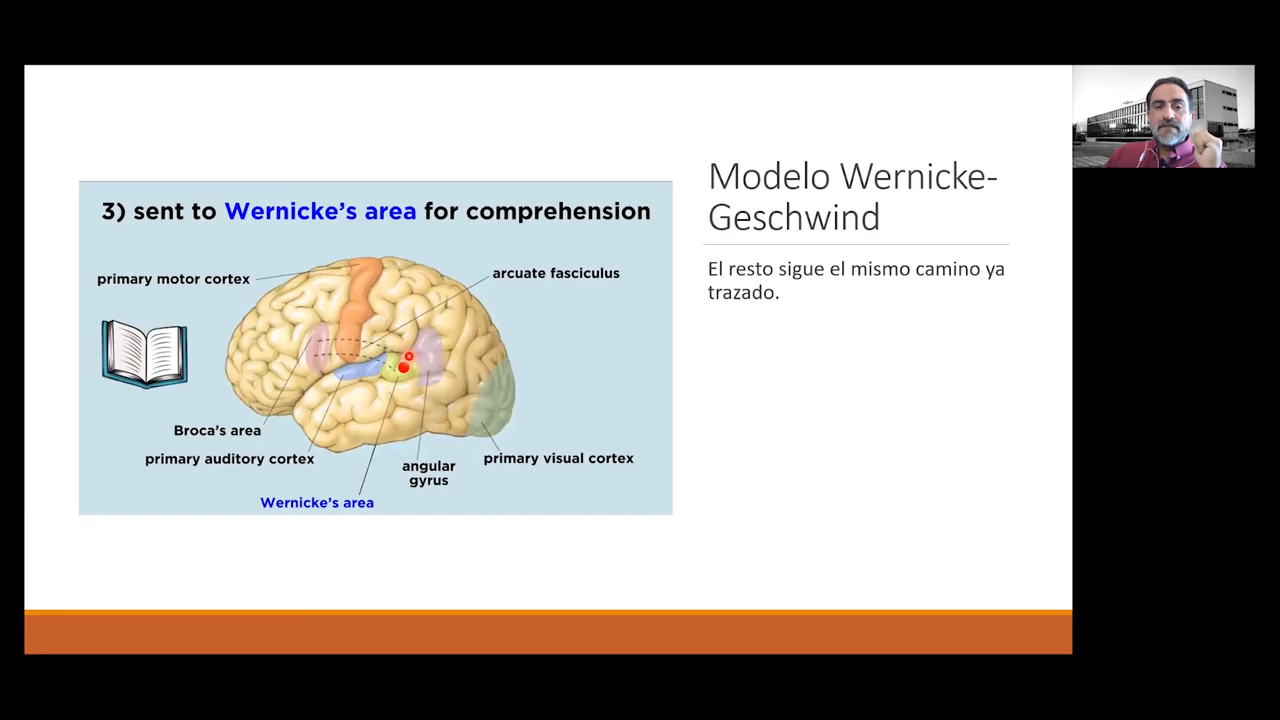 3) sent to Wernicke's area for comprehension
primary motor cortex
arcuate fasciculus
Broca's area
primary auditory cortex
angular
gyrus
primary visual cortex
Wernicke's area
Modelo Wernicke-
Geschwind
El resto sigue el mismo camino ya
trazado.